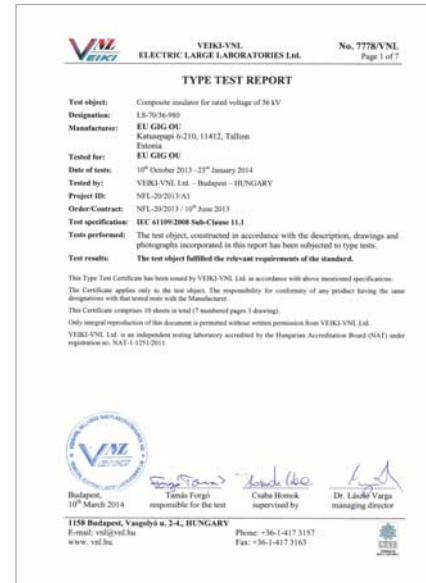 VNL
VEIKI
VEIKI-VNL
ELECTRIC LARGE LABORATORIES Ltd.
No. 7778/VNL
Page 1 of 7
TYPE TEST REPORT
Test object: Composite insulator for rated voltage of 36 kV
Designation: LS-70/36-980
Manufacturer: EU GIG OU
Katusepapi 6-210, 11412, Tallinn
Estonia
Tested for: EU GIG OU
Date of tests: 10th October 2013 –23rd January 2014
Tested by: VEIKI-VNL Ltd. – Budapest – HUNGARY
Project ID: NFL-20/2013/A1
Order/Contract: NFL-20/2013 / 10th June 2013
Test specification: IEC 61109:2008 Sub-Clause 11.1
Tests performed: The test object, constructed in accordance with the description, drawings and
photographs incorporated in this report has been subjected to type tests.
Test results: The test object fulfilled the relevant requirements of the standard.
This Type Test Certificate has been issued by VEIKI-VNL Ltd. in accordance with above mentioned specifications.
The Certificate applies only to the test object. The responsibility for conformity of any product having the same
designations with that tested rests with the Manufacturer.
This Certificate comprises 10 sheets in total (7 numbered pages 3 drawing).
Only integral reproduction of this document is permitted without written permission from VEIKI-VNL Ltd.
VEIKI-VNL Ltd. is an independent testing laboratory accredited by the Hungarian Accreditation Board (NAT) under
registration no. NAT-1-1251/2011.
VNL
VEIKI
Budapest,
10th March 2014
Tamás Forgó
responsible for the test
Csaba Homok
supervised by
Dr. László Varga
managing director
1158 Budapest, Vasgolyó u. 2-4., HUNGARY
E-mail: vnl@vnl.hu
www. vnl.hu
Phone: +36-1-417 3157
Fax: +36-1-417 3163